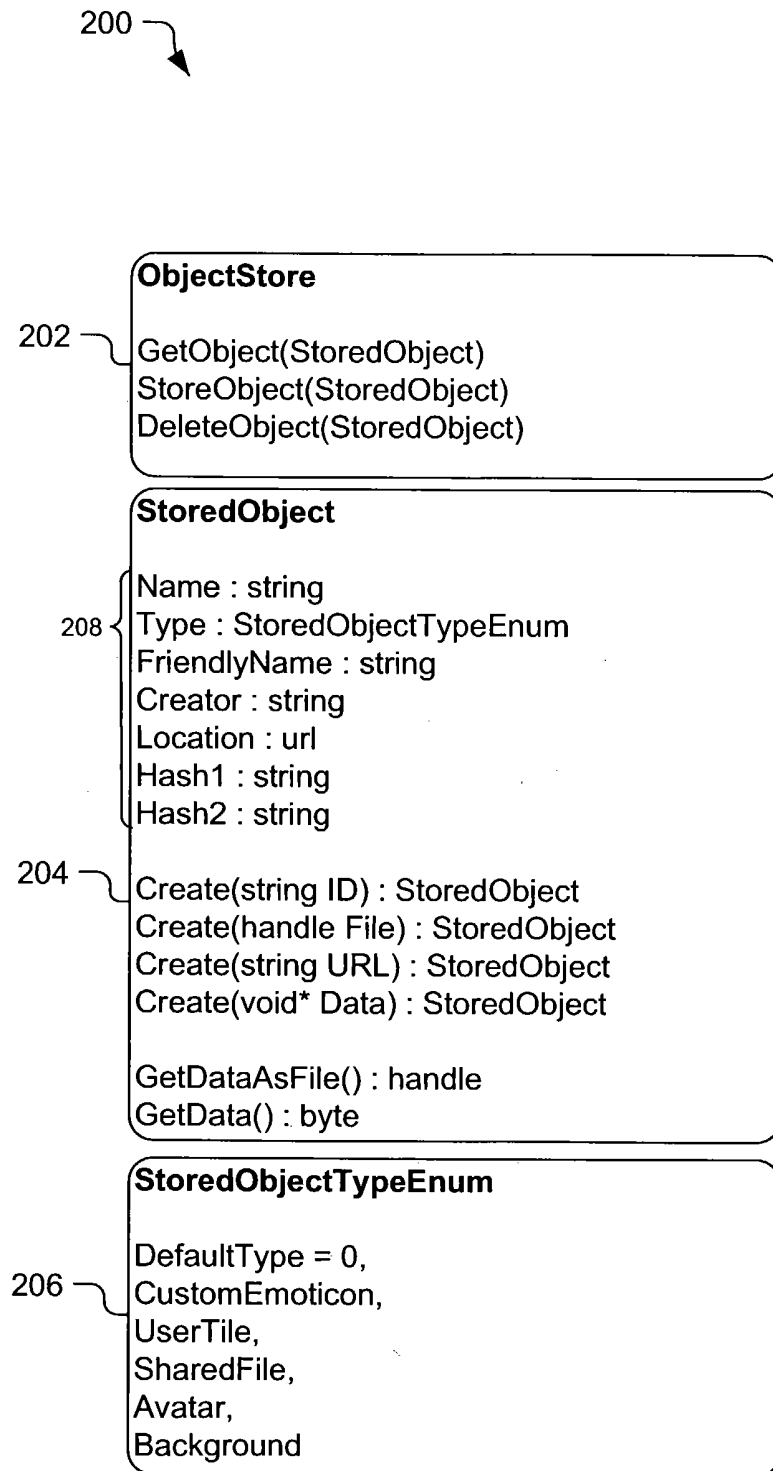 200
ObjectStore
202
GetObject(StoredObject)
StoreObject(StoredObject)
DeleteObject(StoredObject)
StoredObject
Name : string
208
Type : StoredObjectTypeEnum
FriendlyName : string
Creator : string
Location : url
Hash1 : string
Hash2 : string
204
Create(string ID) : StoredObject
Create(handle File) : StoredObject
Create(string URL) : StoredObject
Create(void* Data) : StoredObject
GetDataAsFile() : handle
GetData() : byte
StoredObjectTypeEnum
DefaultType = 0,
206
CustomEmoticon,
UserTile,
SharedFile,
Avatar,
Background